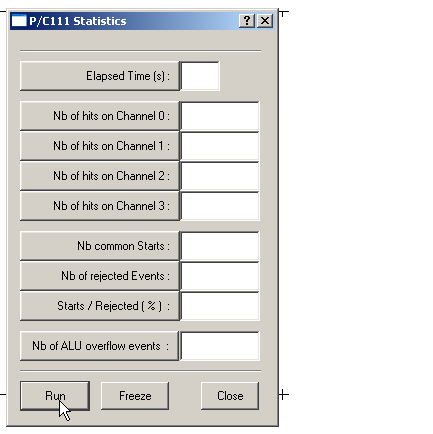 P/C111 Statistics
Elapsed Time (s) :
Nb of hits on Channel 0 :
Nb of hits on Channel 1 :
Nb of hits on Channel 2 :
Nb of hits on Channel 3 :
Nb common Starts :
Nb of rejected Events :
Starts / Rejected ( % ) :
Nb of ALU overflow events :
Run Freeze Close